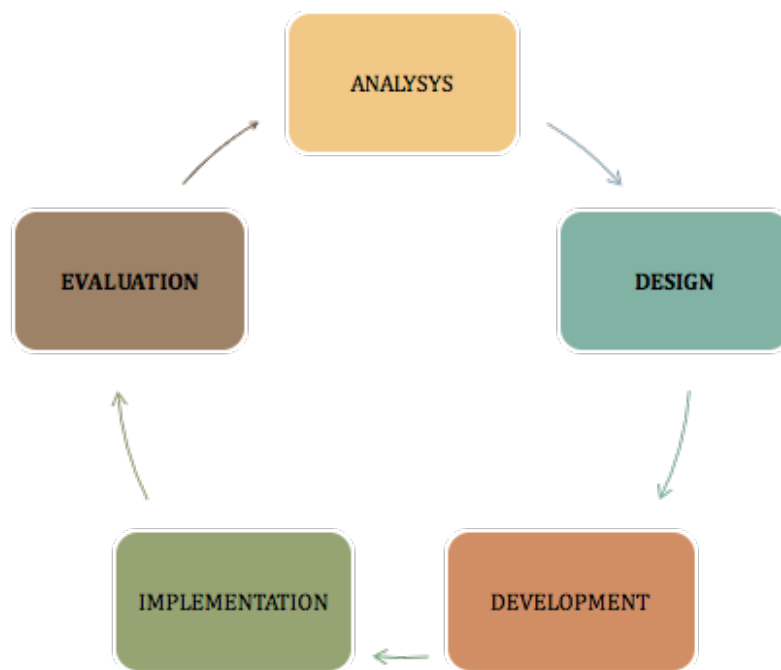 ANALYSYS
DESIGN
DEVELOPMENT
IMPLEMENTATION
EVALUATION